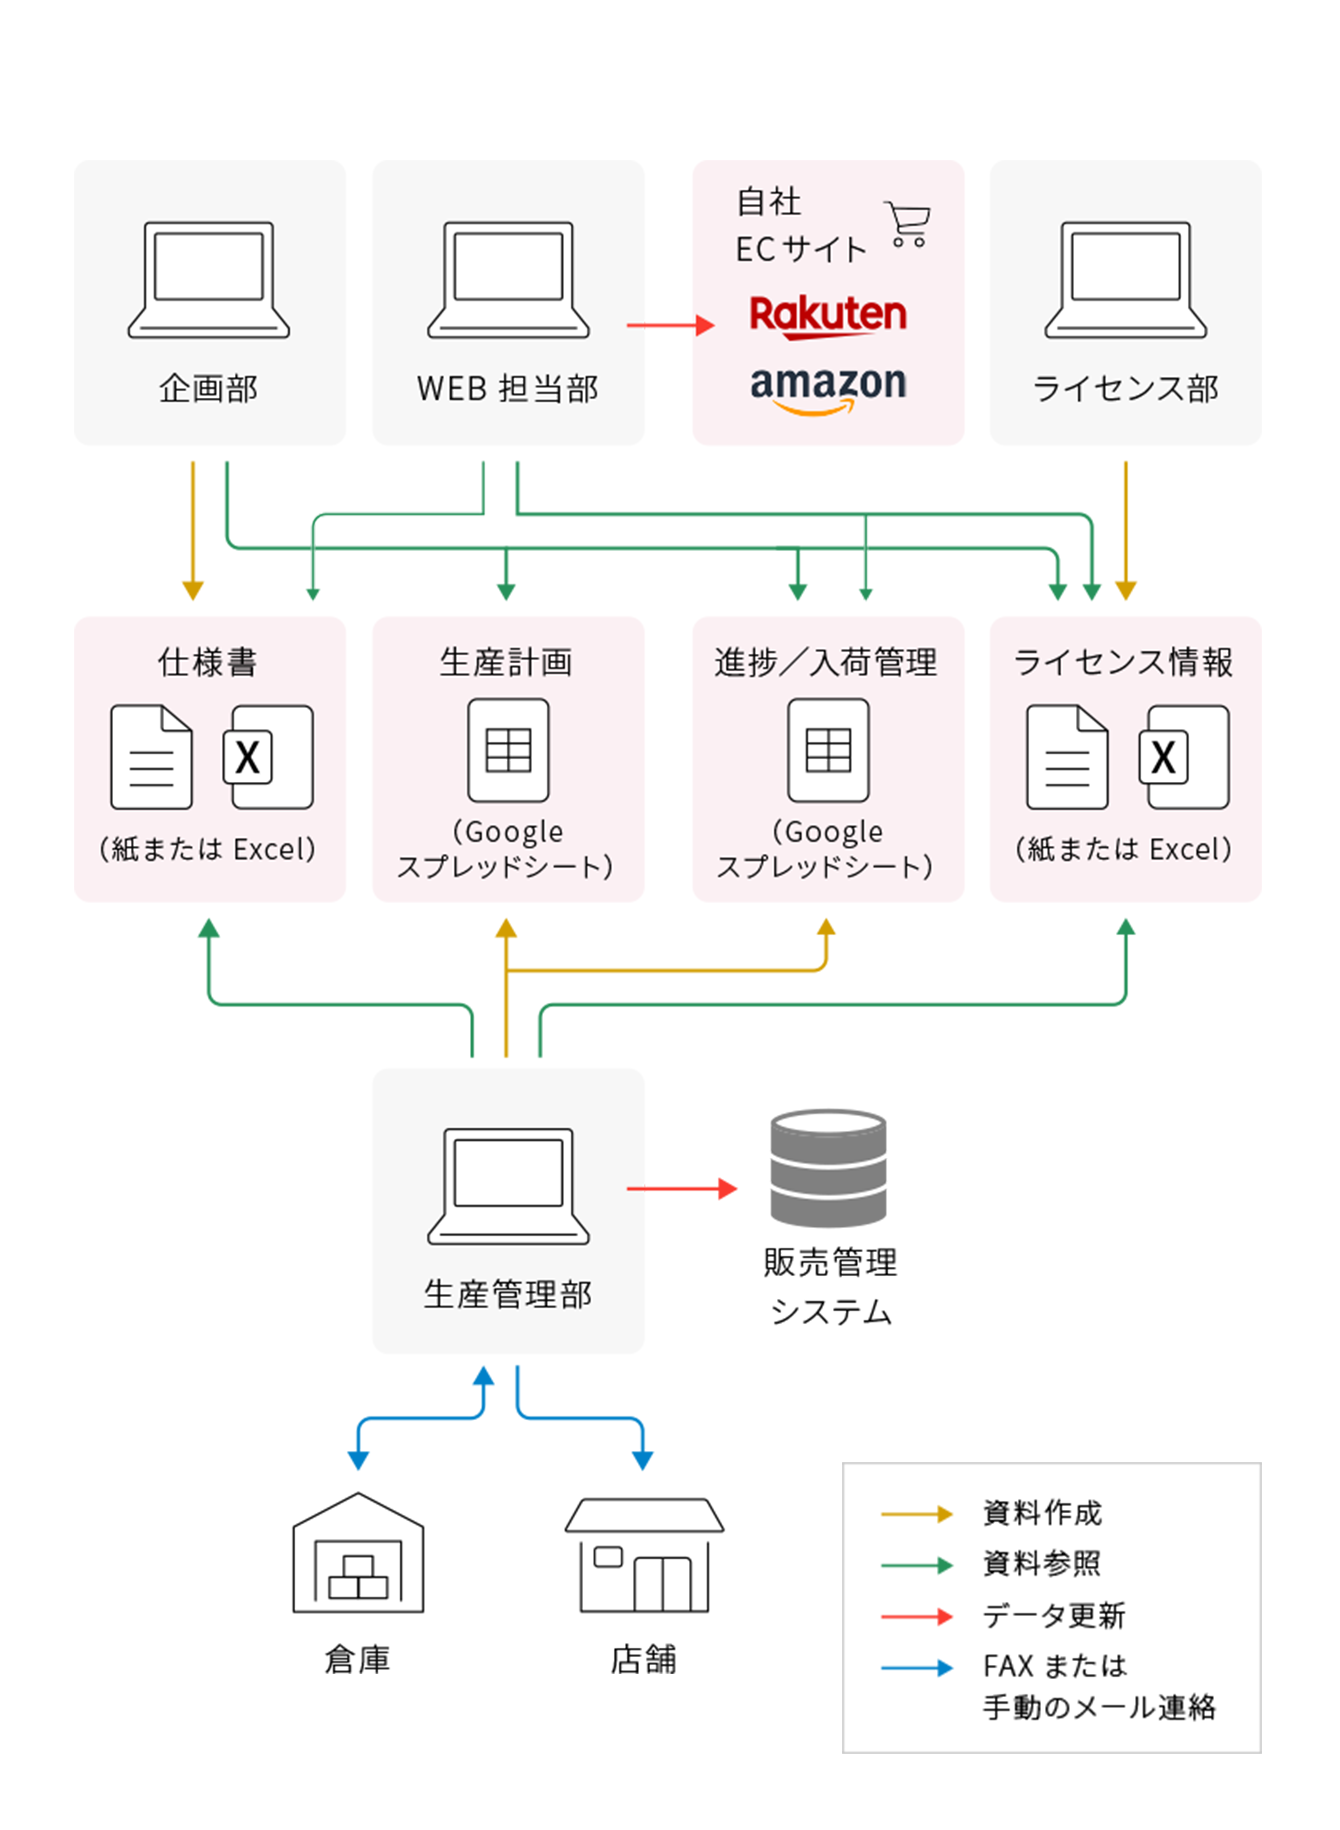 企画部
WEB 担当部
自社
ECサイト
Rakuten
amazon
ライセンス部
仕様書
X
（紙または Excel）
生産計画
（Google
スプレッドシート）
進捗／入荷管理
（Google
スプレッドシート）
ライセンス情報
X
（紙または Excel）
生産管理部
販売管理
システム
倉庫
店舗
資料作成
資料参照
データ更新
FAX または
手動のメール連絡